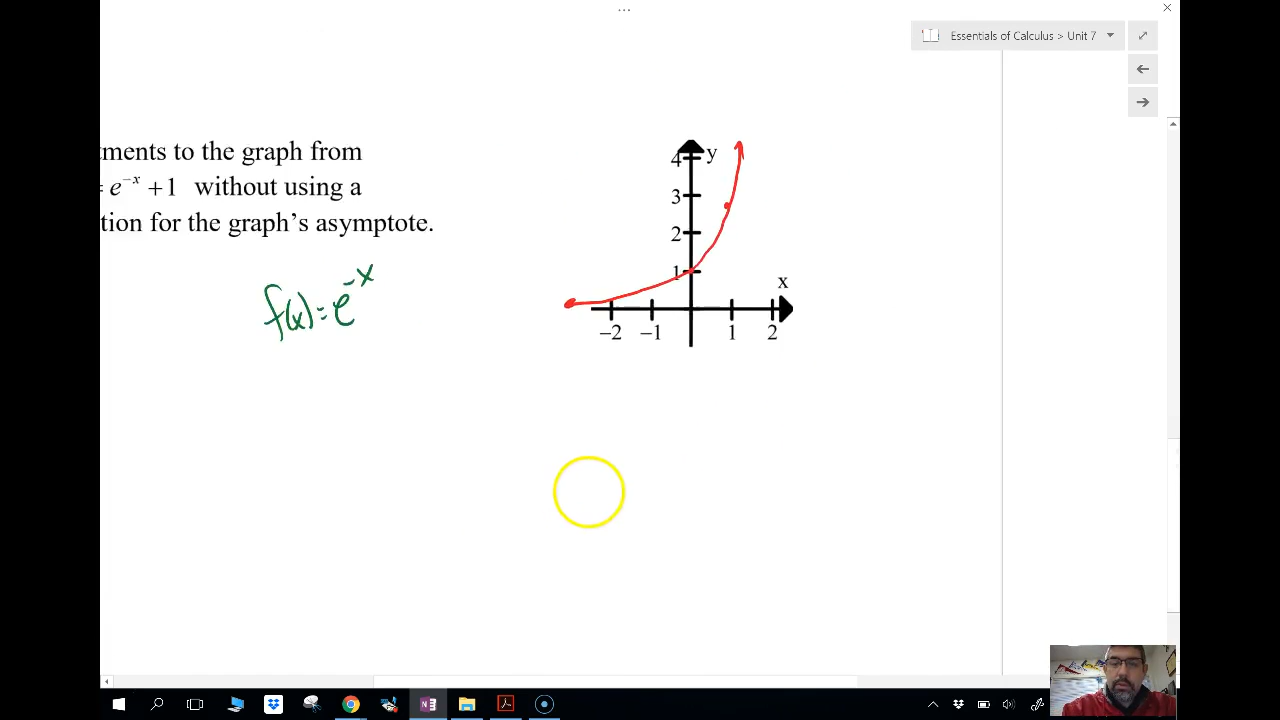 ...
Essentials of Calculus > Unit 7
tments to the graph from
= e^{-x} + 1 without using a
tion for the graph's asymptote.
f(x) = e^{-x}
y
4
3
2
1
x
-2 -1 1 2